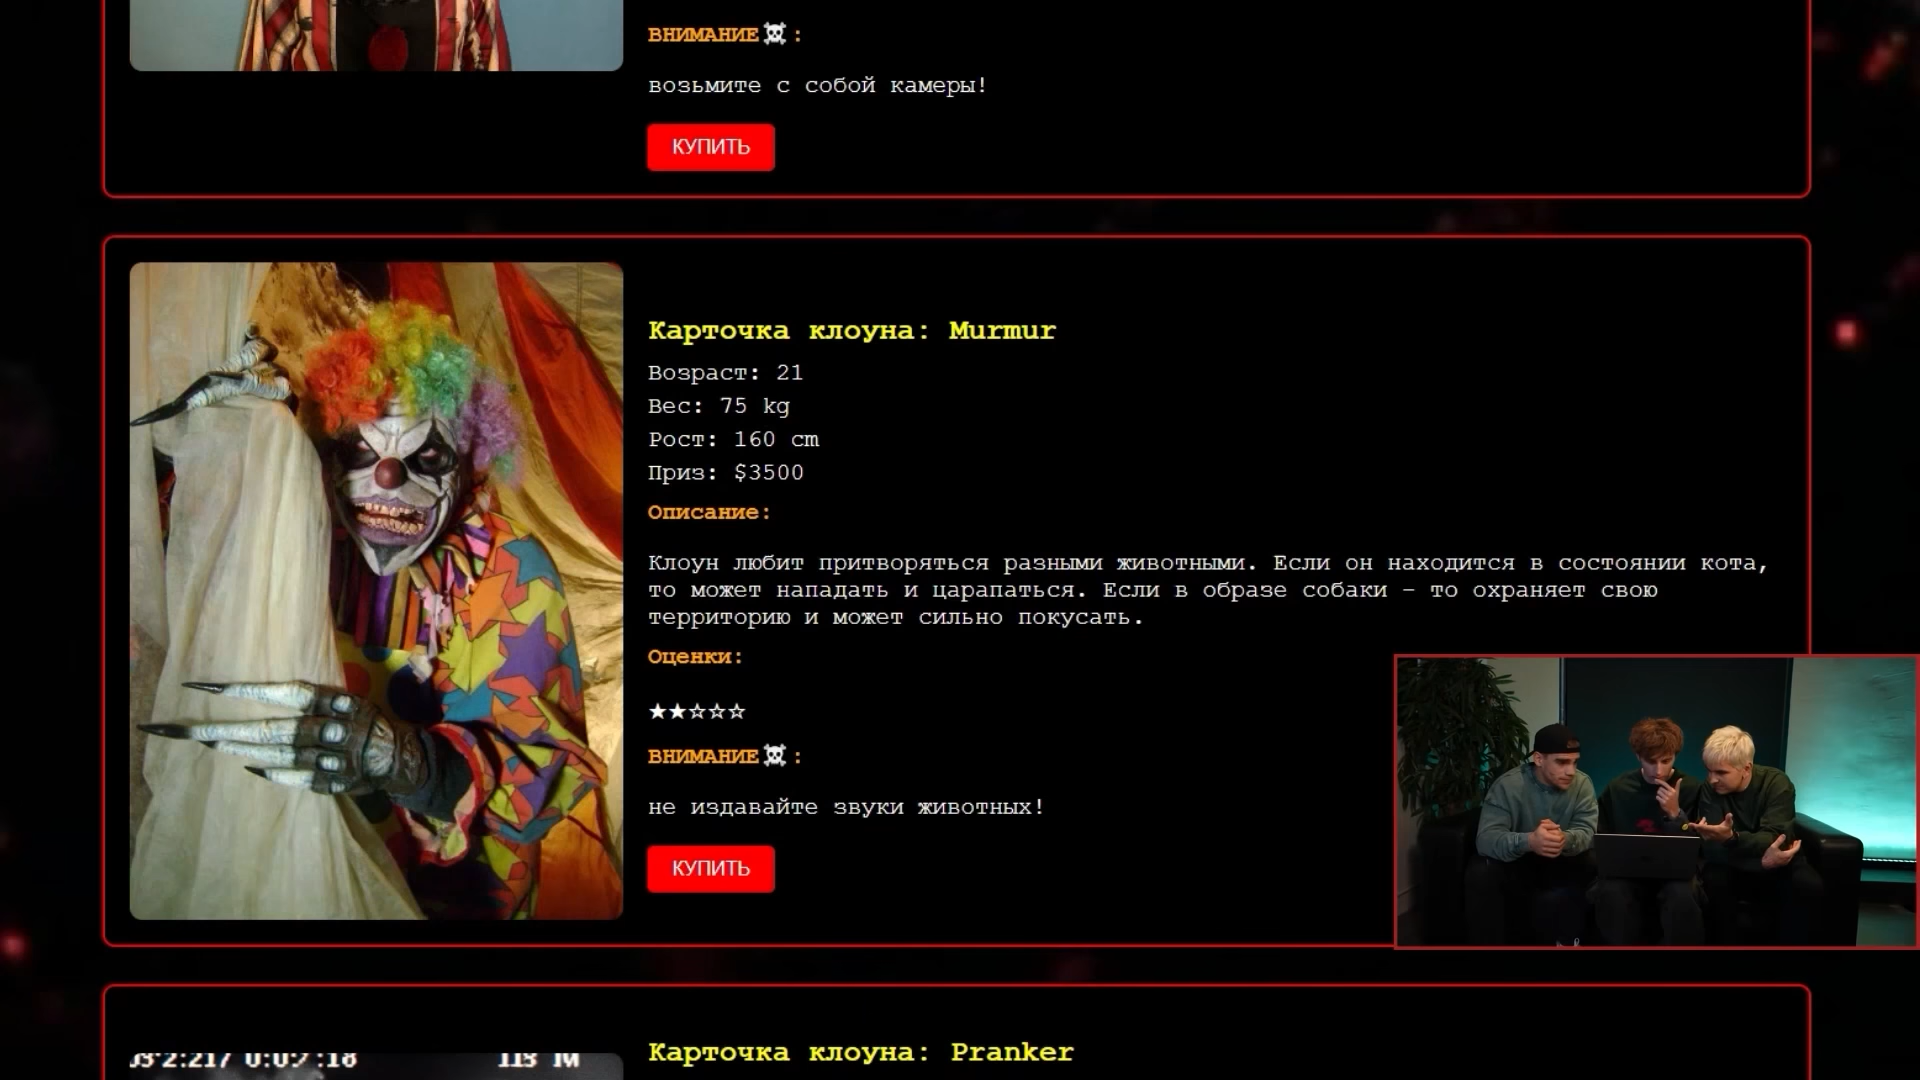 ВНИМАНИЕ☠:
возьмите с собой камеры!
КУПИТЬ
Карточка клоуна: Murmur
Возраст: 21
Вес: 75 kg
Рост: 160 cm
Приз: $3500
Описание:
Клоун любит притворяться разными животными. Если он находится в состоянии кота,
то может нападать и царапаться. Если в образе собаки - то охраняет свою
территорию и может сильно покусать.
Оценки:
★★☆☆☆
ВНИМАНИЕ☠:
не издавайте звуки животных!
КУПИТЬ
Карточка клоуна: Pranker